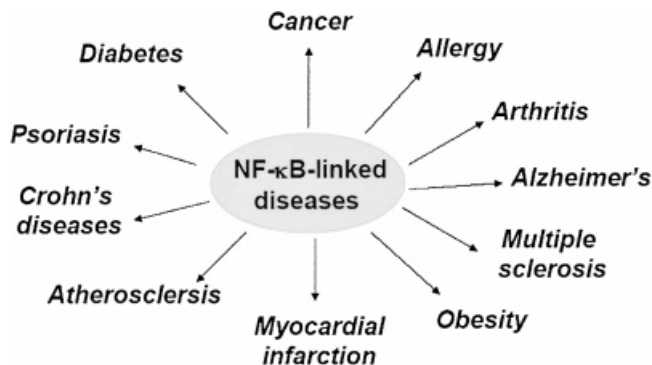 Cancer
Diabetes
Allergy
Psoriasis
Arthritis
NF-κB-linked
diseases
Crohn's
diseases
Alzheimer's
Multiple
sclerosis
Atherosclersis
Myocardial
infarction
Obesity